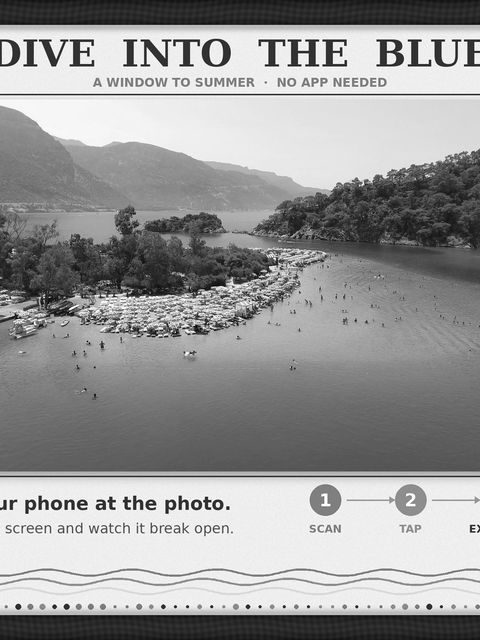 DIVE INTO THE BLUE
A WINDOW TO SUMMER · NO APP NEEDED
ur phone at the photo.
screen and watch it break open.
1 2
SCAN TAP EX